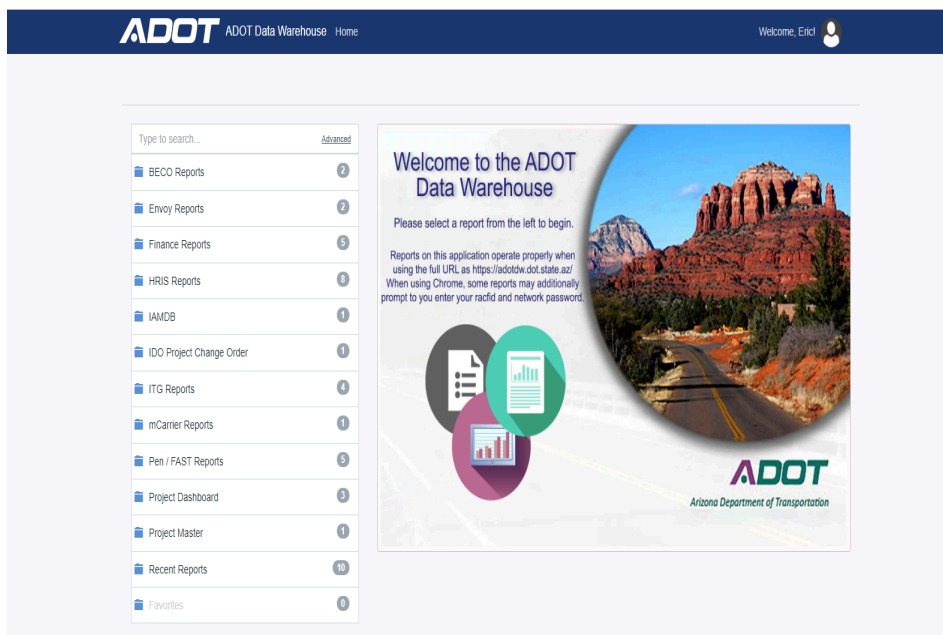 ADOT ADOT Data Warehouse Home Welcome, Eric!
Type to search... Advanced
BECO Reports 2
Envoy Reports 2
Finance Reports 5
HRIS Reports 8
IAMDB 1
IDO Project Change Order 1
ITG Reports 4
mCarrier Reports 1
Pen / FAST Reports 5
Project Dashboard 3
Project Master 1
Recent Reports 10
Favorites 0
Welcome to the ADOT
Data Warehouse
Please select a report from the left to begin.
Reports on this application operate properly when
using the full URL as https://adotdw.dot.state.az/
When using Chrome, some reports may additionally
prompt to you enter your racfid and network password.
ADOT
Arizona Department of Transportation